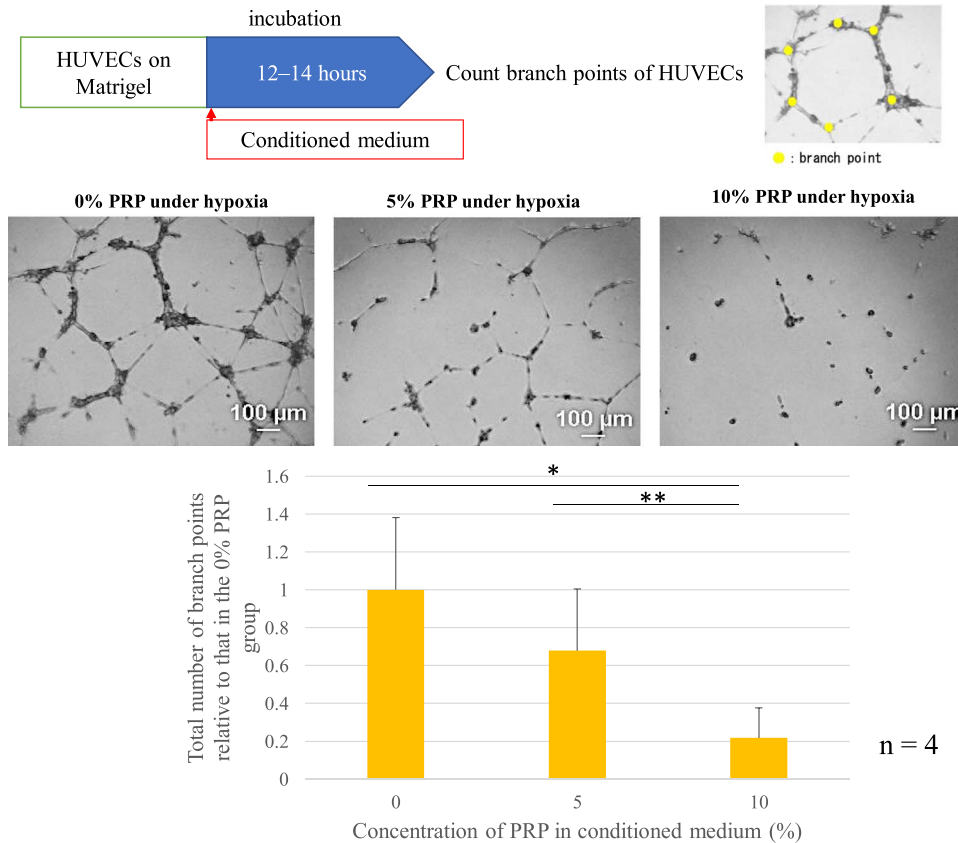 incubation
HUVECs on
Matrigel
12–14 hours
Count branch points of HUVECs
Conditioned medium
: branch point
0% PRP under hypoxia
5% PRP under hypoxia
10% PRP under hypoxia
100 μm
100 μm
100 μm
Total number of branch points
relative to that in the 0% PRP
group
1.6
1.4
1.2
1
0.8
0.6
0.4
0.2
0
*
**
n = 4
0
5
10
Concentration of PRP in conditioned medium (%)